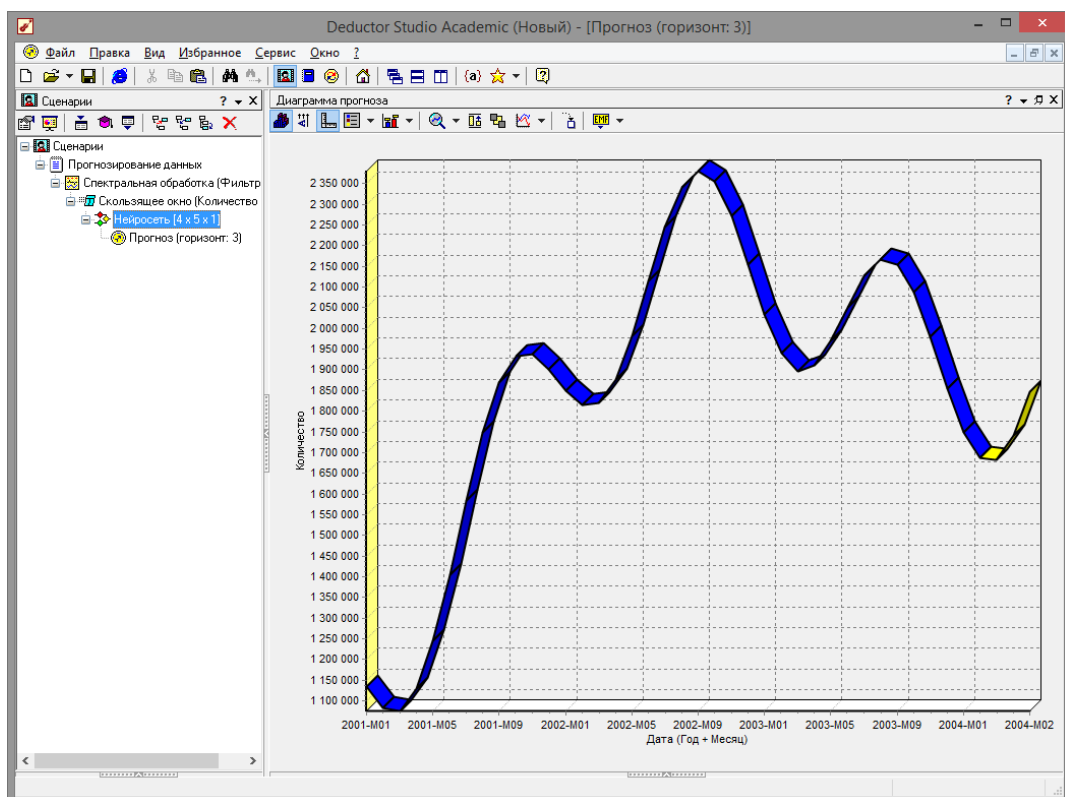 Deductor Studio Academic (Новый) - [Прогноз (горизонт: 3)]
Файл Правка Вид Избранное Сервис Окно ?
{a}
Сценарии
Сценарии
Прогнозирование данных
Спектральная обработка (Фильтр
Скользящее окно (Количество
Нейросеть [4 x 5 x 1]
Прогноз (горизонт: 3)
Диаграмма прогноза
EMF
Количество
2 350 000
2 300 000
2 250 000
2 200 000
2 150 000
2 100 000
2 050 000
2 000 000
1 950 000
1 900 000
1 850 000
1 800 000
1 750 000
1 700 000
1 650 000
1 600 000
1 550 000
1 500 000
1 450 000
1 400 000
1 350 000
1 300 000
1 250 000
1 200 000
1 150 000
1 100 000
2001-M01 2001-M05 2001-M09 2002-M01 2002-M05 2002-M09 2003-M01 2003-M05 2003-M09 2004-M01 2004-M02
Дата (Год + Месяц)